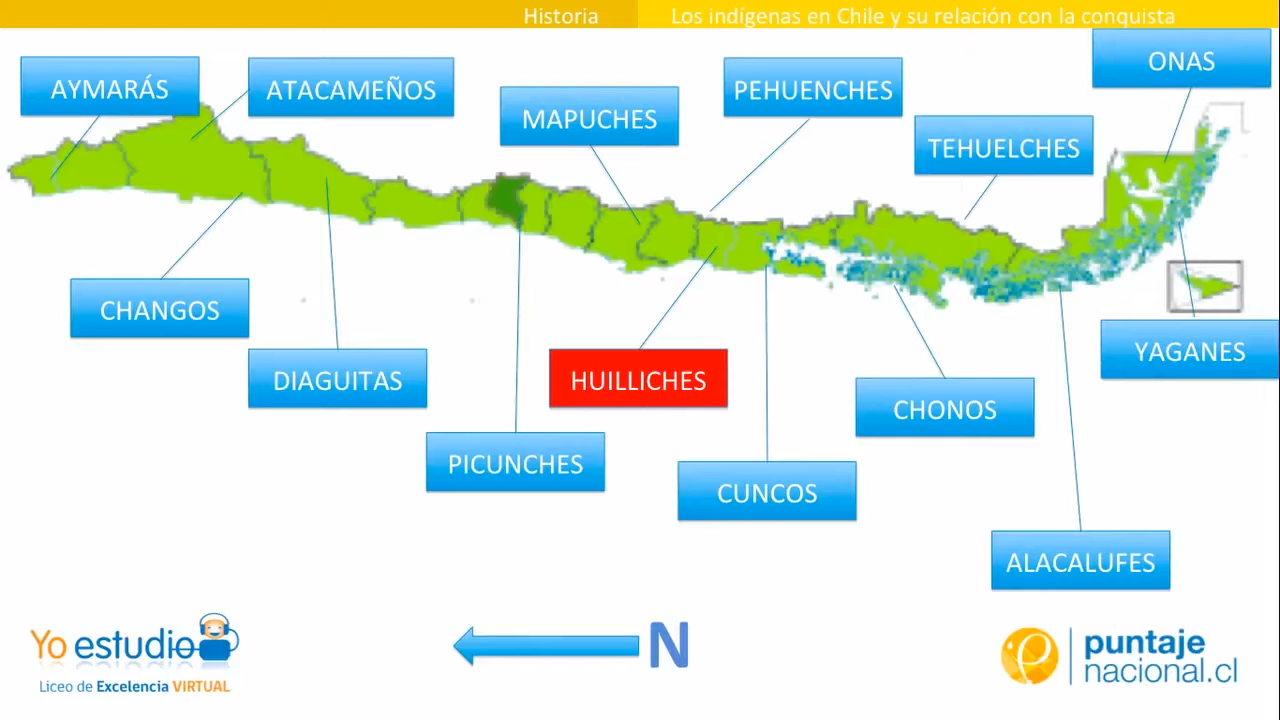 Historia
Los indígenas en Chile y su relación con la conquista
ONAS
AYMARÁS
ATACAMEÑOS
PEHUENCHES
MAPUCHES
TEHUELCHES
CHANGOS
YAGANES
DIAGUITAS
HUILLICHES
CHONOS
PICUNCHES
CUNCOS
ALACALUFES
N
Yo estudio
Liceo de Excelencia VIRTUAL
puntaje
nacional.cl